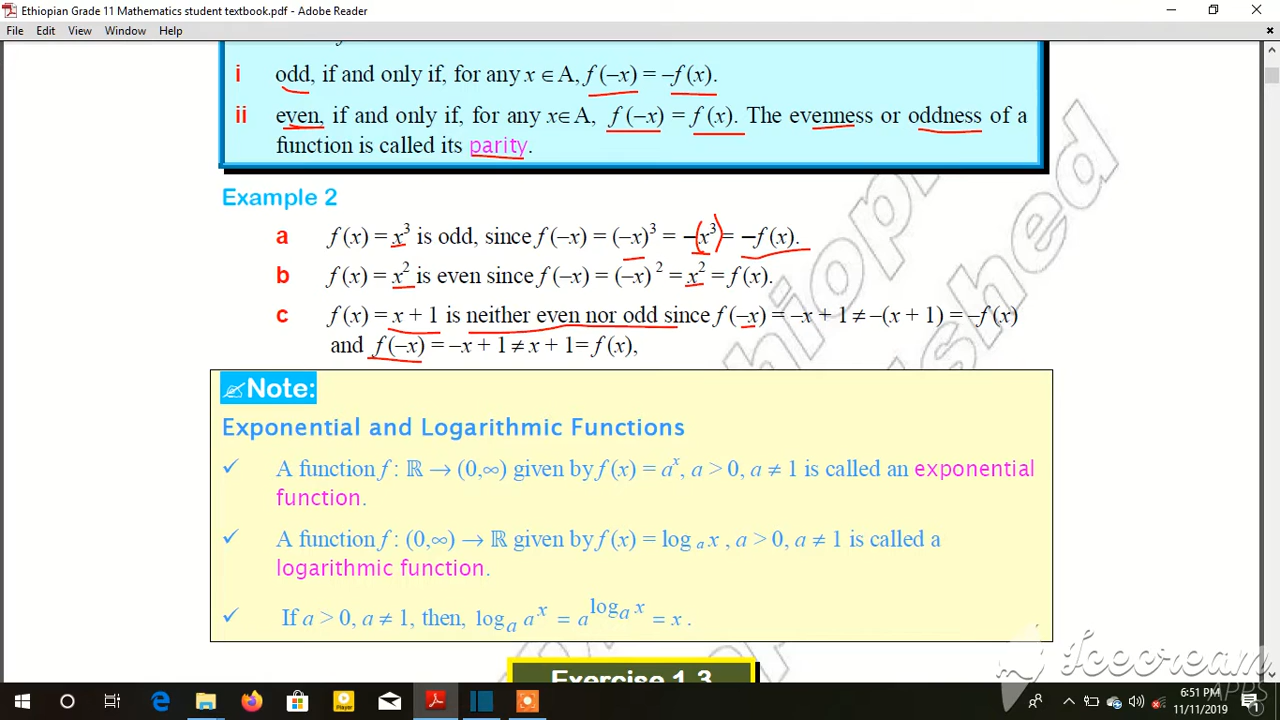 Ethiopian Grade 11 Mathematics student textbook.pdf - Adobe Reader
File Edit View Window Help
i odd, if and only if, for any x ∈ A, f (–x) = –f (x).
ii even, if and only if, for any x∈ A, f (–x) = f (x). The evenness or oddness of a
function is called its parity.
Example 2
a f (x) = x³ is odd, since f (–x) = (–x)³ = –(x³) = –f (x).
b f (x) = x² is even since f (–x) = (–x)² = x² = f (x).
c f (x) = x + 1 is neither even nor odd since f (–x) = –x + 1 ≠ –(x + 1) = –f (x)
and f (–x) = –x + 1 ≠ x + 1= f (x),
Note:
Exponential and Logarithmic Functions
✓ A function f : ℝ → (0,∞) given by f (x) = aˣ, a > 0, a ≠ 1 is called an exponential
function.
✓ A function f : (0,∞) → ℝ given by f (x) = log ₐ x , a > 0, a ≠ 1 is called a
logarithmic function.
✓ If a > 0, a ≠ 1, then, logₐ aˣ = a^(logₐ x) = x .
Exercise 1.3
Icecream
APPS
Player
6:51 PM
11/11/2019